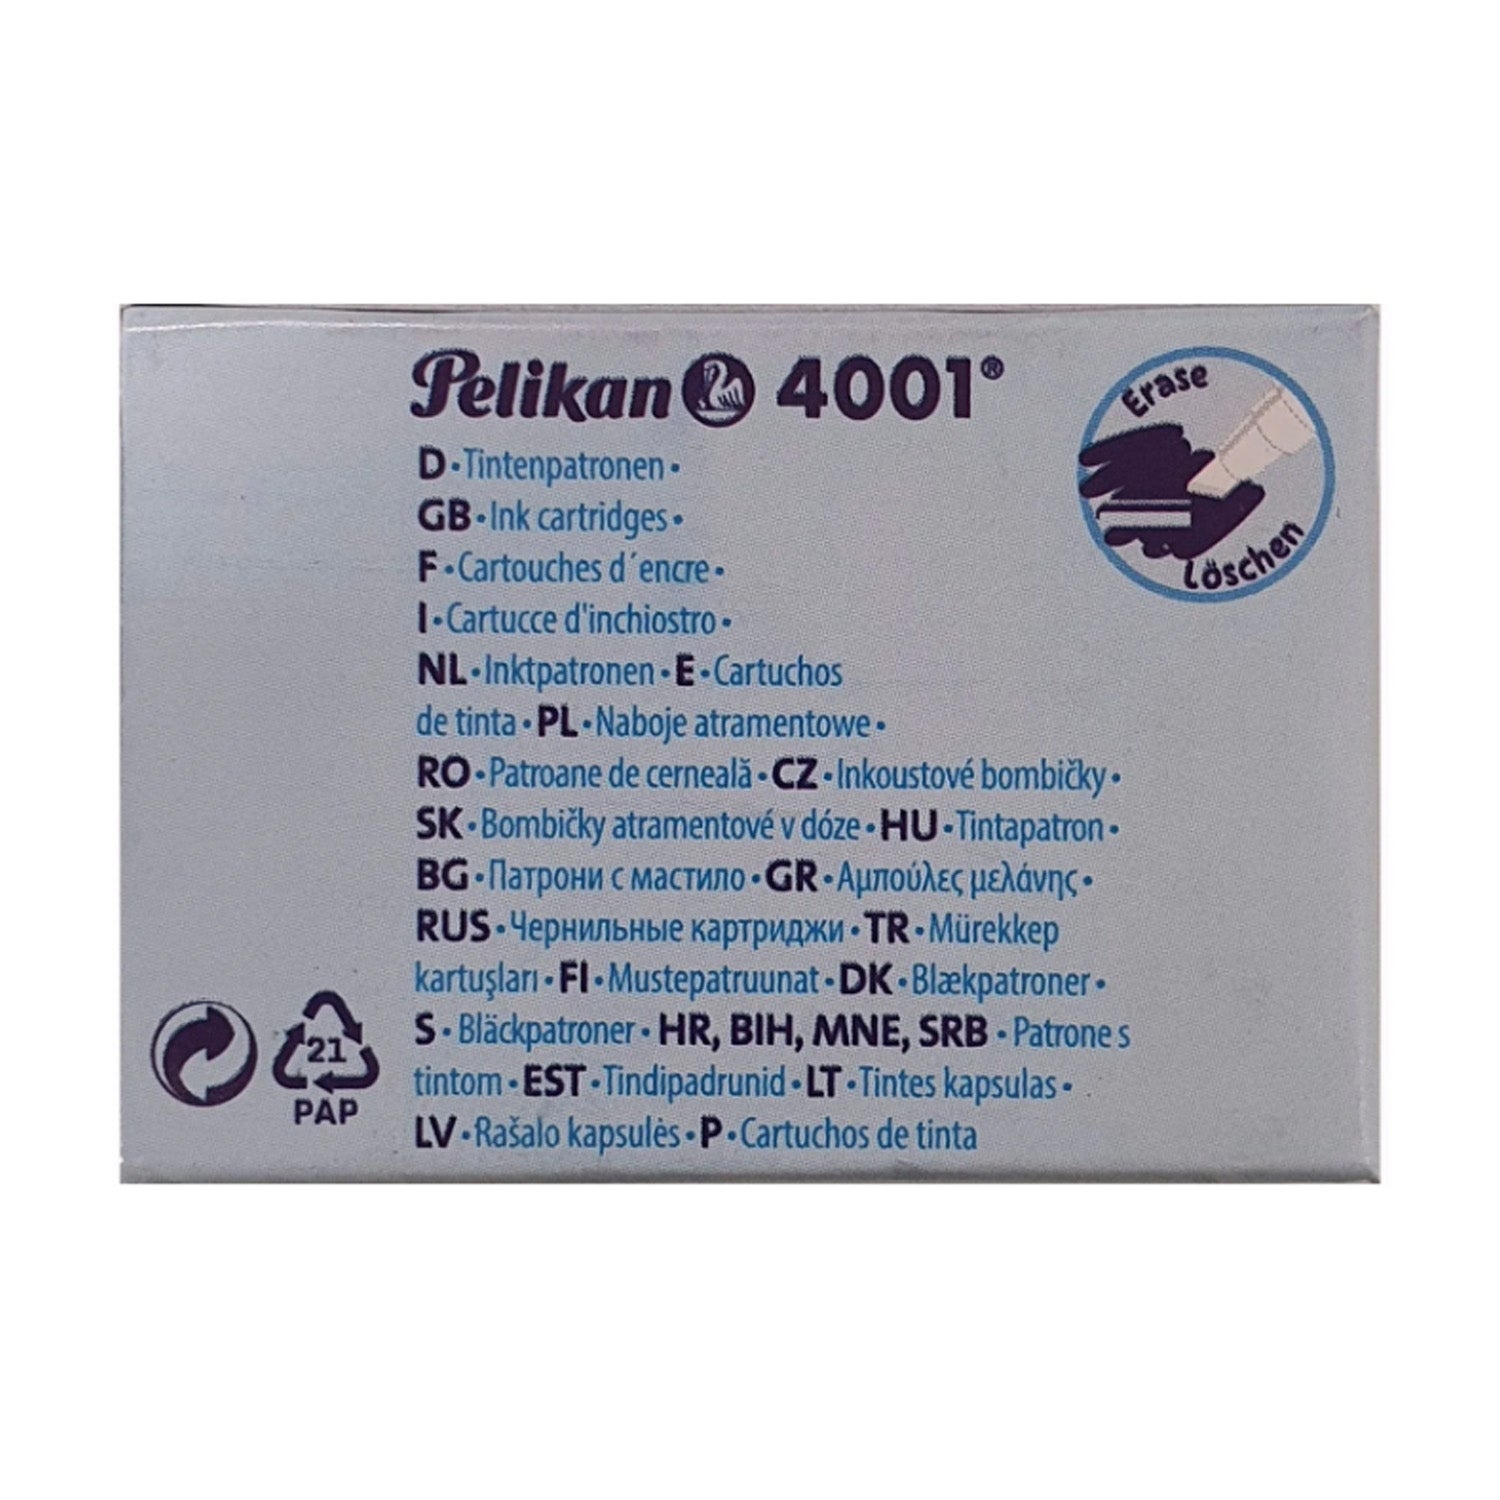 Pelikan 4001®
Erase
Löschen
D • Tintenpatronen •
GB • Ink cartridges •
F • Cartouches d´encre •
I • Cartucce d'inchiostro •
NL • Inktpatronen • E • Cartuchos
de tinta • PL • Naboje atramentowe •
RO • Patroane de cerneală • CZ • Inkoustové bombičky •
SK • Bombičky atramentové v dóze • HU • Tintapatron •
BG • Патрони с мастило • GR • Αμπούλες μελάνης •
RUS • Чернильные картриджи • TR • Mürekkep
kartuşları • FI • Mustepatruunat • DK • Blækpatroner •
S • Bläckpatroner • HR, BIH, MNE, SRB • Patrone s
tintom • EST • Tindipadrunid • LT • Tintes kapsulas •
LV • Rašalo kapsulės • P • Cartuchos de tinta
21
PAP